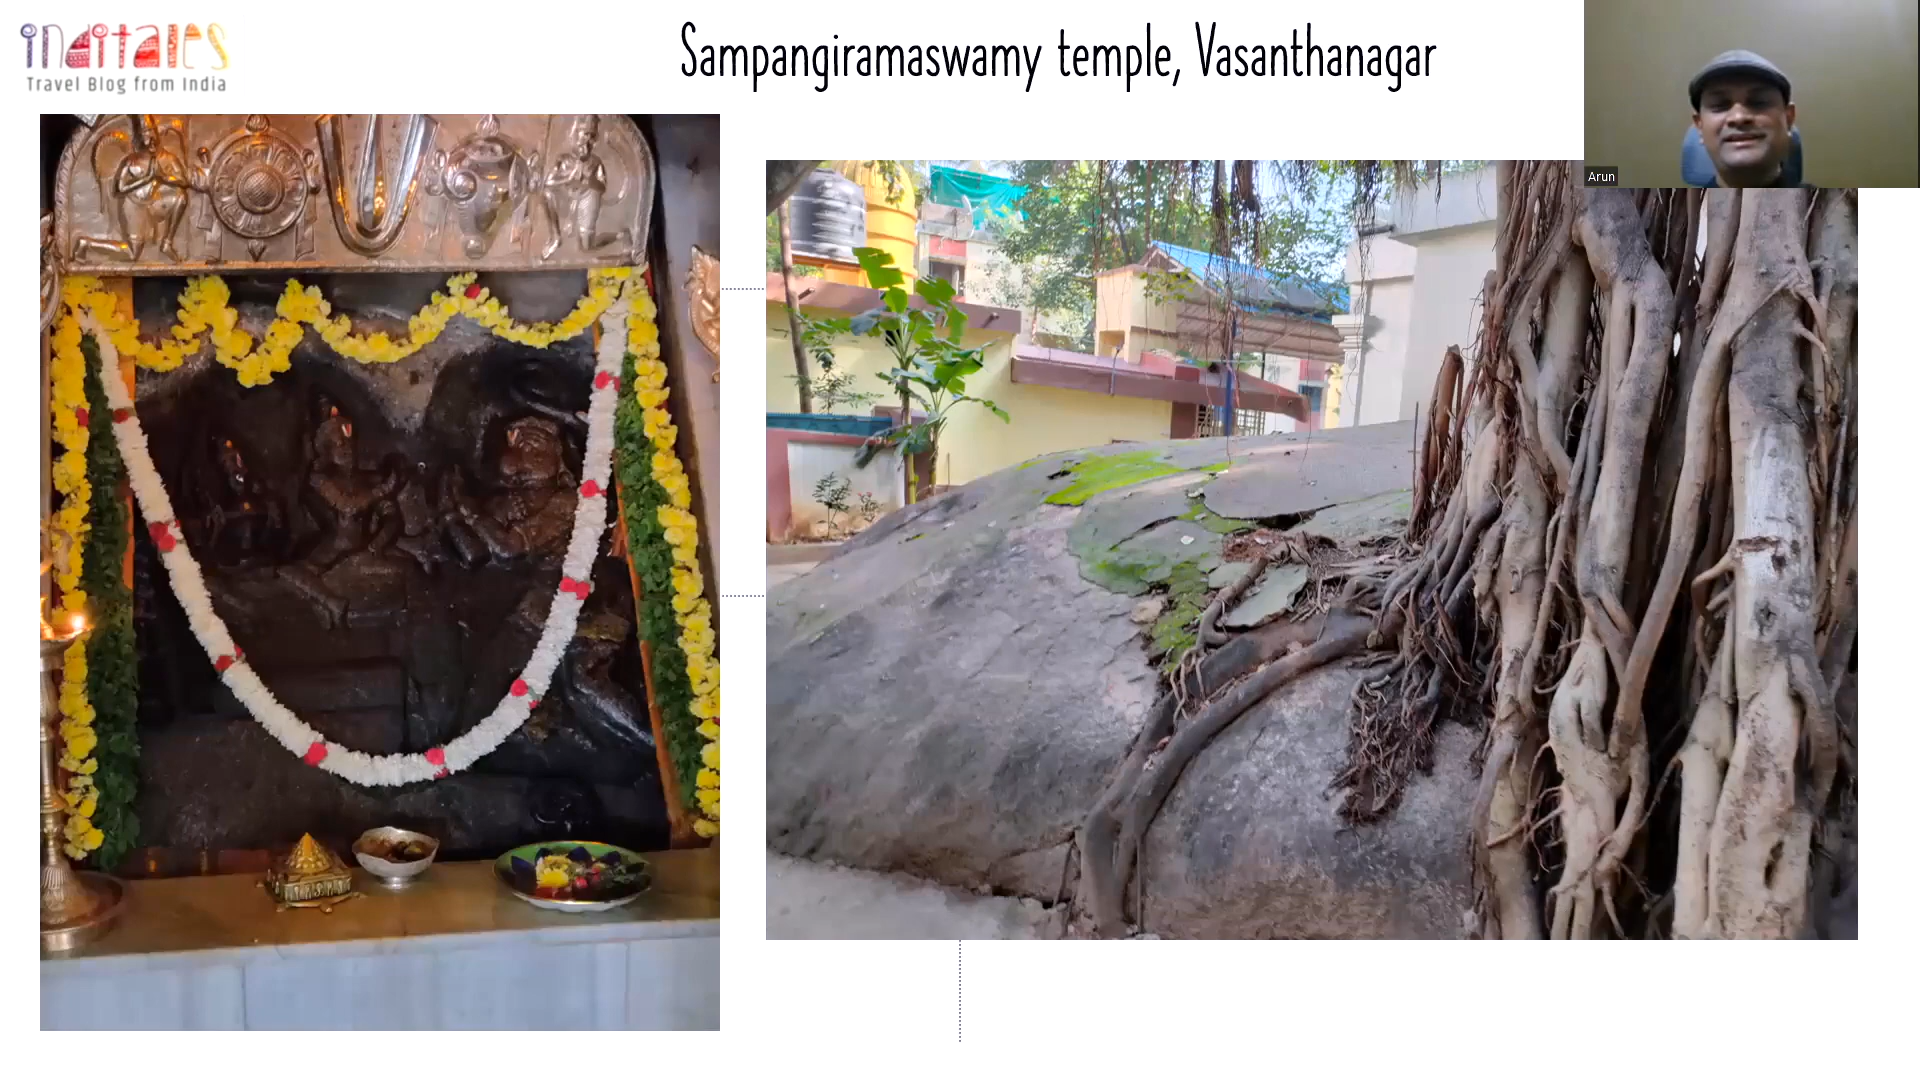 inditales
Travel Blog from India
Sampangiramaswamy temple, Vasanthanagar
Arun